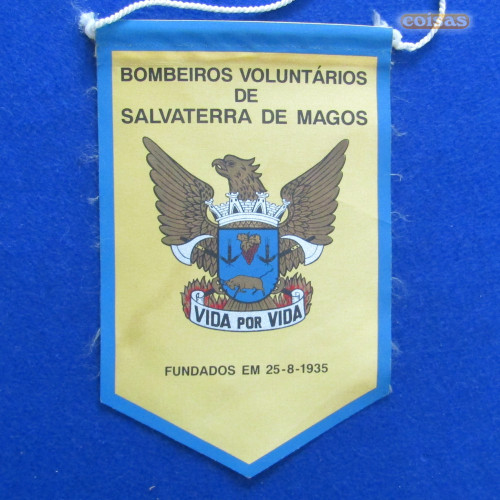 coisas
BOMBEIROS VOLUNTÁRIOS
DE
SALVATERRA DE MAGOS
VIDA POR VIDA
FUNDADOS EM 25-8-1935